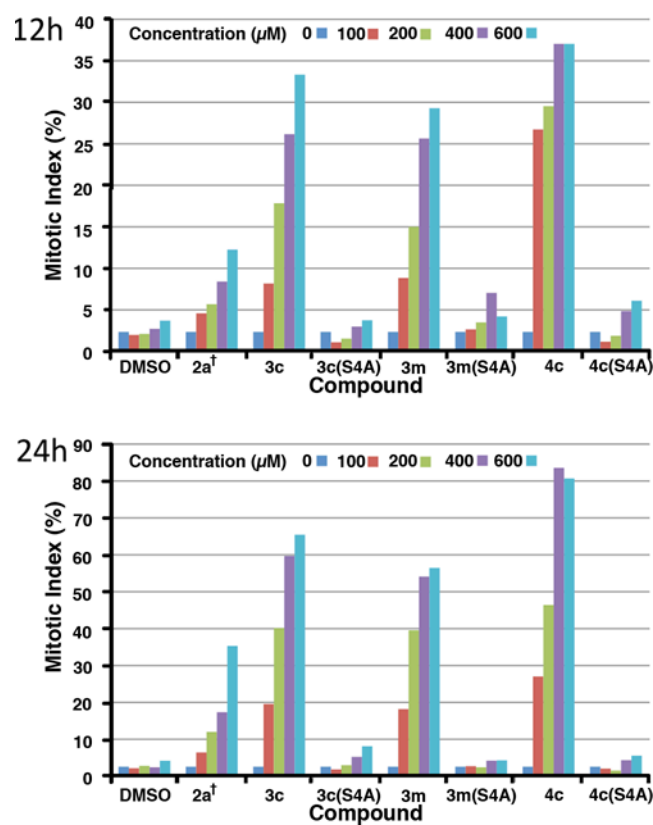 12h
Concentration (µM) 0 100 200 400 600
Mitotic Index (%)
40
35
30
25
20
15
10
5
0
DMSO 2a† 3c 3c(S4A) 3m 3m(S4A) 4c 4c(S4A)
Compound
24h
Concentration (µM) 0 100 200 400 600
Mitotic Index (%)
90
80
70
60
50
40
30
20
10
0
DMSO 2a† 3c 3c(S4A) 3m 3m(S4A) 4c 4c(S4A)
Compound